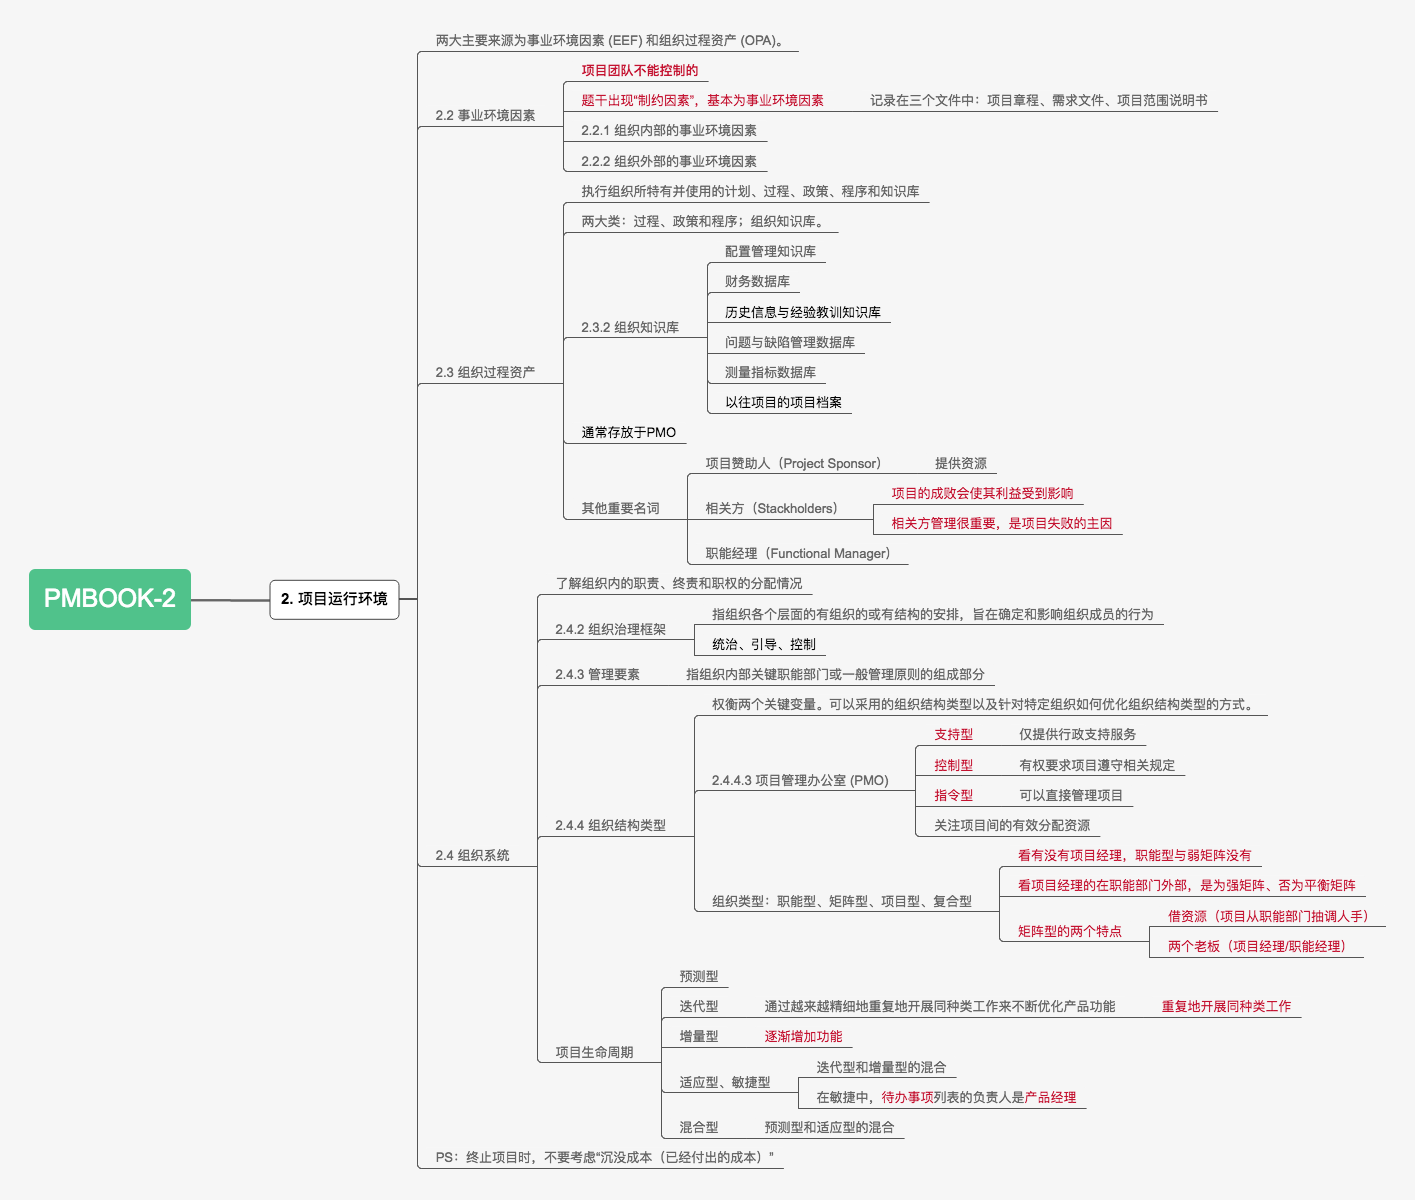 PMBOOK-2
2. 项目运行环境
两大主要来源为事业环境因素 (EEF) 和组织过程资产 (OPA)。
2.2 事业环境因素
项目团队不能控制的
题干出现“制约因素”，基本为事业环境因素
记录在三个文件中：项目章程、需求文件、项目范围说明书
2.2.1 组织内部的事业环境因素
2.2.2 组织外部的事业环境因素
2.3 组织过程资产
执行组织所特有并使用的计划、过程、政策、程序和知识库
两大类：过程、政策和程序；组织知识库。
2.3.2 组织知识库
配置管理知识库
财务数据库
历史信息与经验教训知识库
问题与缺陷管理数据库
测量指标数据库
以往项目的项目档案
通常存放于PMO
其他重要名词
项目赞助人（Project Sponsor）
提供资源
相关方（Stackholders）
项目的成败会使其利益受到影响
相关方管理很重要，是项目失败的主因
职能经理（Functional Manager）
2.4 组织系统
了解组织内的职责、终责和职权的分配情况
2.4.2 组织治理框架
指组织各个层面的有组织的或有结构的安排，旨在确定和影响组织成员的行为
统治、引导、控制
2.4.3 管理要素
指组织内部关键职能部门或一般管理原则的组成部分
2.4.4 组织结构类型
权衡两个关键变量。可以采用的组织结构类型以及针对特定组织如何优化组织结构类型的方式。
2.4.4.3 项目管理办公室 (PMO)
支持型
仅提供行政支持服务
控制型
有权要求项目遵守相关规定
指令型
可以直接管理项目
关注项目间的有效分配资源
组织类型：职能型、矩阵型、项目型、复合型
看有没有项目经理，职能型与弱矩阵没有
看项目经理的在职能部门外部，是为强矩阵、否为平衡矩阵
矩阵型的两个特点
借资源（项目从职能部门抽调人手）
两个老板（项目经理/职能经理）
项目生命周期
预测型
迭代型
通过越来越精细地重复地开展同种类工作来不断优化产品功能
重复地开展同种类工作
增量型
逐渐增加功能
适应型、敏捷型
迭代型和增量型的混合
在敏捷中，待办事项列表的负责人是产品经理
混合型
预测型和适应型的混合
PS：终止项目时，不要考虑“沉没成本（已经付出的成本）”